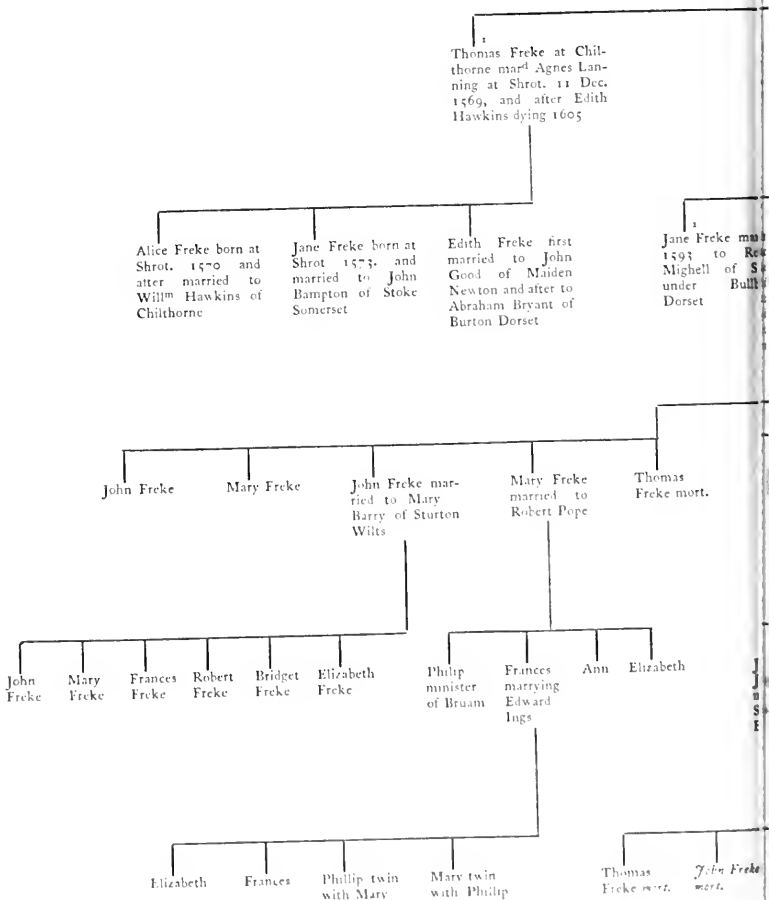 1
Thomas Freke at Chil-
thorne marᵈ Agnes Lan-
ning at Shrot. 11 Dec.
1569, and after Edith
Hawkins dying 1605
Alice Freke born at
Shrot. 1570 and
after married to
Willᵐ Hawkins of
Chilthorne
Jane Freke born at
Shrot 1573. and
married to John
Bampton of Stoke
Somerset
Edith Freke first
married to John
Good of Maiden
Newton and after to
Abraham Bryant of
Burton Dorset
1
Jane Freke
1593 to
Mighell of
under
Dorset
John Freke
Mary Freke
John Freke mar-
ried to Mary
Barry of Sturton
Wilts
Mary Freke
married to
Robert Pope
Thomas
Freke mort.
John
Freke
Mary
Freke
Frances
Freke
Robert
Freke
Bridget
Freke
Elizabeth
Freke
Philip
minister
of Bruam
Frances
marrying
Edward
Ings
Ann
Elizabeth
Elizabeth
Frances
Phillip twin
with Mary
Mary twin
with Phillip
Thomas
Freke mort.
John Freke
mort.